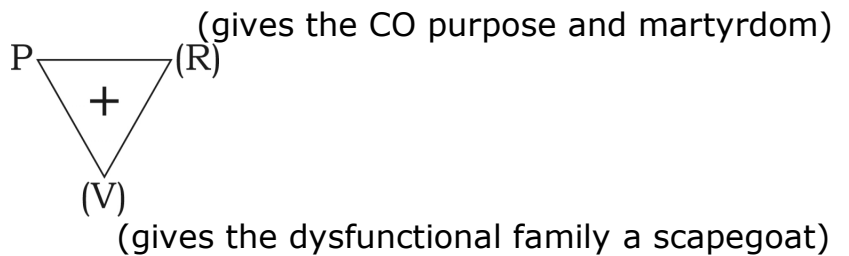 (gives the CO purpose and martyrdom)
P (R)
+
(V)
(gives the dysfunctional family a scapegoat)